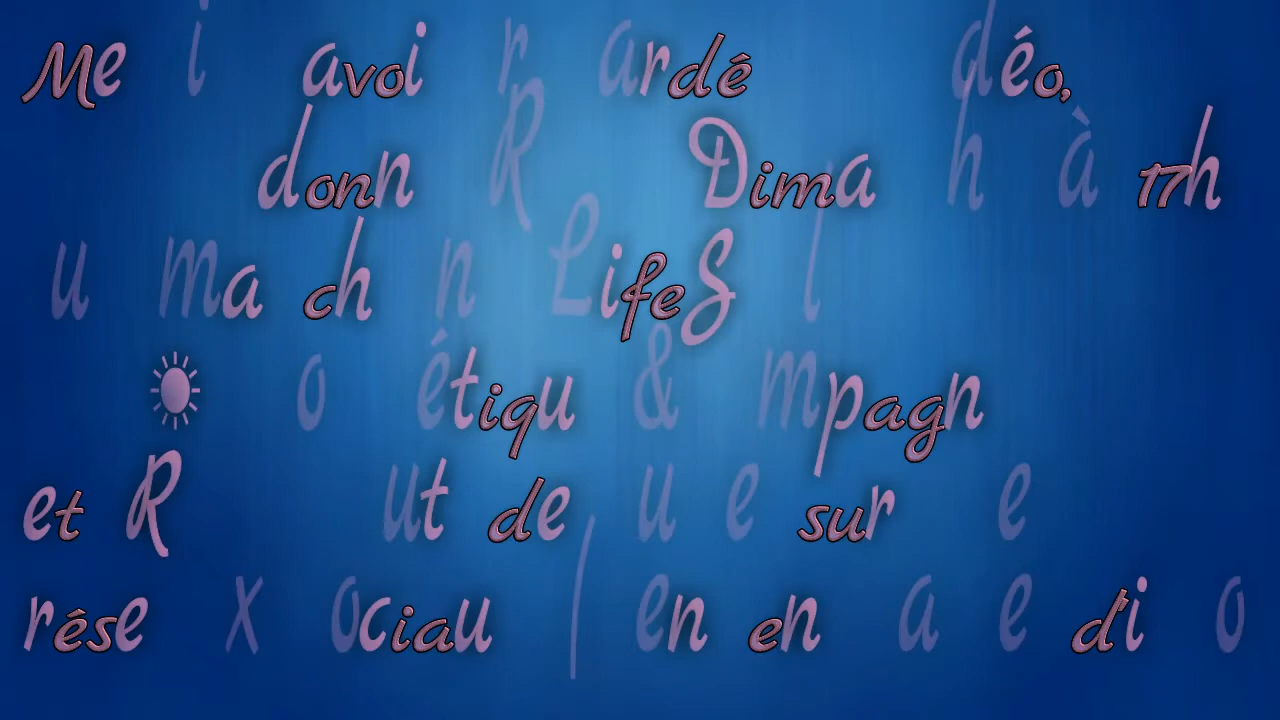 Me i avoi r ardé déo,
donn R Dima h à 17h
u ma ch n LifeS l
☀ o étiqu & mpagn
et R ut de u e sur e
rése x ociau ( en en a e d'i o